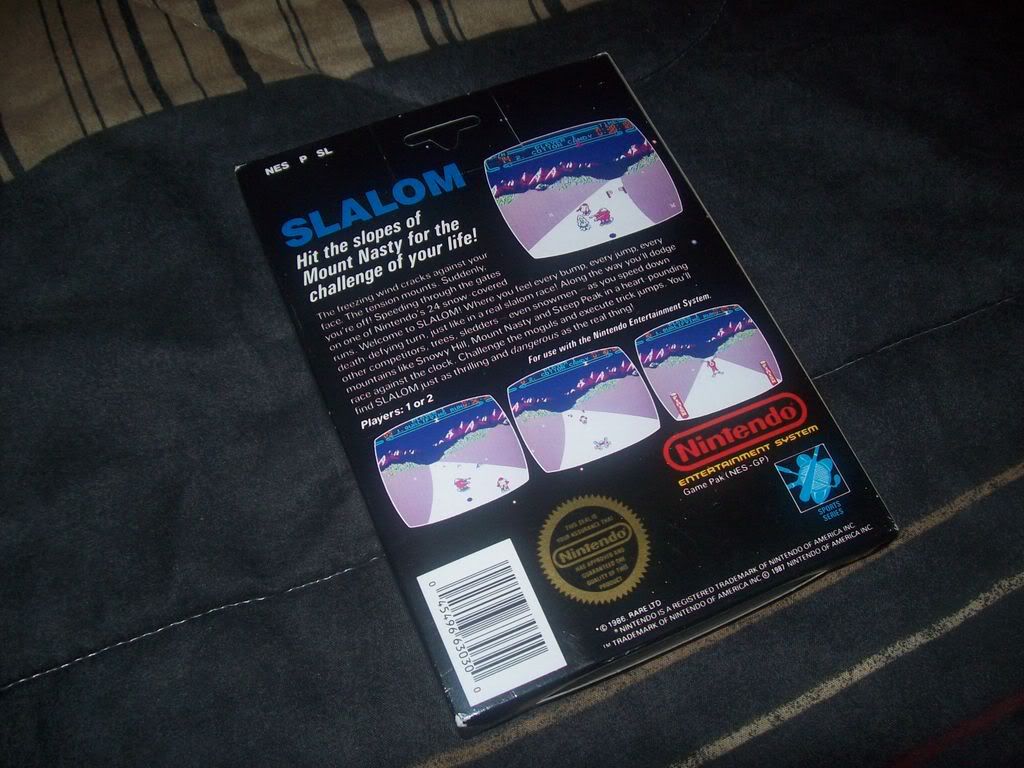 NES P SL
SLALOM
Hit the slopes of
Mount Nasty for the
challenge of your life!
The freezing wind cracks against your
face. The tension mounts. Suddenly,
you're off! Speeding through the gates
on one of Nintendo's 24 snow covered
runs. Welcome to SLALOM! Where you feel every bump, every jump, every
death-defying turn just like in a real slalom race! Along the way you'll dodge
other competitors, trees, sledders – even snowmen – as you speed down
mountains like Snowy Hill, Mount Nasty and Steep Peak in a heart pounding
race against the clock. Challenge the moguls and execute trick jumps. You'll
find SLALOM just as thrilling and dangerous as the real thing!
For use with the Nintendo Entertainment System.
Players: 1 or 2
Nintendo
ENTERTAINMENT SYSTEM
Game Pak (NES-GP)
SPORTS
SERIES
THIS SEAL IS
YOUR ASSURANCE THAT
Nintendo
HAS APPROVED AND
GUARANTEED THE
QUALITY OF THIS
PRODUCT
0 45496 63030 0
© 1986, RARE LTD
* NINTENDO IS A REGISTERED TRADEMARK OF NINTENDO OF AMERICA INC
™ TRADEMARK OF NINTENDO OF AMERICA INC © 1987 NINTENDO OF AMERICA INC.